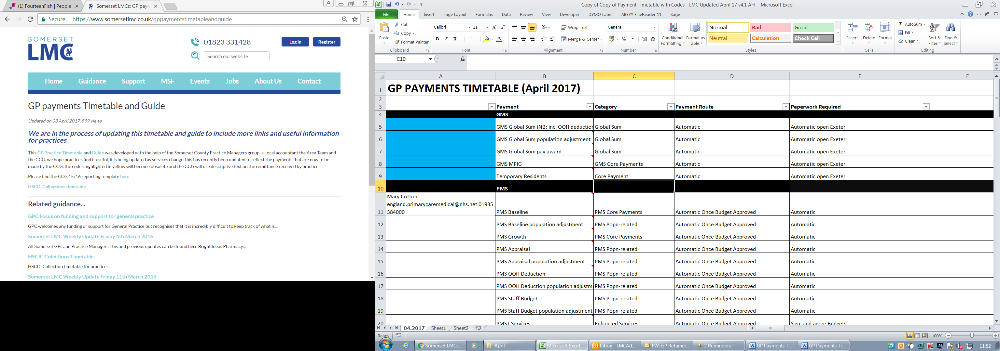 (1) FourteenFish | People
Somerset LMCs: GP payn
Secure | https://www.somersetlmc.co.uk/gppaymentstimetableandguide
SOMERSET
LMC
01823 331428
Log in
Register
Search our website
Home Guidance Support MSF Events Jobs About Us Contact
GP payments Timetable and Guide
Updated on 03 April 2017, 599 views
We are in the process of updating this timetable and guide to include more links and useful information
for practices
This GP Practice Timetable and Guide was developed with the help of the Somerset County Practice Managers group, a Local accountant the Area Team and
the CCG, we hope practices find it useful, it is being updated as services change.This has recently been updated to reflect the payments that are now to be
made by the CCG, the codes highlighted in yellow will become obsolete and the CCG will use descriptive text on the remittance received by practices
Please find the CCG 15/16 reporting template here
HSCIC Collections timetable
Related guidance...
GPC Focus on funding and support for general practice
GPC welcomes any funding or support for General Practice but recognises that it is incredibly difficult to keep track of what is...
Somerset LMC Weekly Update Friday 4th March 2016
All Somerset GPs and Practice Managers This and previous updates can be found here Bright Ideas Pharmacy...
HSCIC Colections Timetable
HSCIC Collection timetable for practices
Somerset LMC Weekly Update Friday 11th March 2016
Copy of Copy of Payment Timetable with Codes - LMC Updated April 17 v4.1 AH - Microsoft Excel
File Home Insert Page Layout Formulas Data Review View Developer DYMO Label ABBYY FineReader 11 Sage
Paste
Cut
Copy
Format Painter
Clipboard
Calibri 11
B I U
Font
Wrap Text
Merge & Center
Alignment
General
Number
Conditional Formatting
Format as Table
Normal Bad Good
Neutral Calculation Check Cell
Styles
Insert Delete Format
Cells
AutoSum
Fill
Clear
Sort & Filter
Find & Select
Editing
C10
fx
A B C D E F
1 GP PAYMENTS TIMETABLE (April 2017)
2
3 Payment Category Payment Route Paperwork Required
4 GMS
5 GMS Global Sum (NB: incl OOH deduction Global Sum Automatic Automatic open Exeter
6 GMS Global Sum population adjustment Global Sum Automatic Automatic open Exeter
7 GMS Global Sum pay award Global Sum Automatic Automatic open Exeter
8 GMS MPIG GMS Core Payments Automatic Automatic open Exeter
9 Temporary Residents Core Payment Automatic Automatic open Exeter
10 PMS
Mary Cotton
england.primarycaremedical@nhs.net 01935
11 384000 PMS Baseline PMS Core Payments Automatic Once Budget Approved Automatic
12 PMS Baseline population adjustment PMS Popn-related Automatic Once Budget Approved Automatic
13 PMS Growth PMS Core Payments Automatic Once Budget Approved Automatic
14 PMS Appraisal PMS Popn-related Automatic Once Budget Approved Automatic
15 PMS Appraisal population adjustment PMS Popn-related Automatic Once Budget Approved Automatic
16 PMS OOH Deduction PMS Popn-related Automatic Once Budget Approved Automatic
17 PMS OOH Deduction population adjustme PMS Popn-related Automatic Once Budget Approved Automatic
18 PMS Staff Budget PMS Popn-related Automatic Once Budget Approved Automatic
19 PMS Staff Budget population adjustment PMS Popn-related Automatic Once Budget Approved Automatic
20 PMS+ Services Enhanced Services Automatic Once Budget Approved Sign and agree Budgets
04.2017 Sheet1 Sheet2
Ready 100%
Somerset LMCs:... April Microsoft Excel ... Inbox - LMCAd... FW: GP Retainer... 2 Reminders GP Payments Ti... GP Payments Ti... 11:52